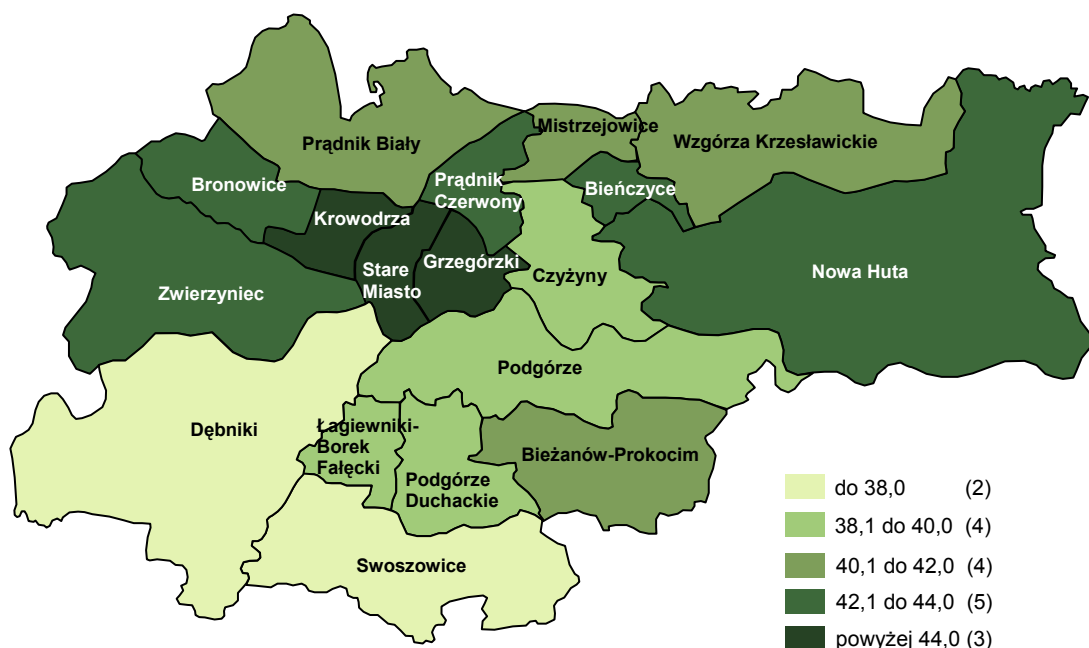 Prądnik Biały
Mistrzejowice
Wzgórza Krzesławickie
Bronowice
Prądnik
Czerwony
Bieńczyce
Krowodrza
Stare
Miasto
Grzegórzki
Czyżyny
Nowa Huta
Zwierzyniec
Podgórze
Dębniki
Łagiewniki-
Borek
Fałęcki
Podgórze
Duchackie
Bieżanów-Prokocim
Swoszowice
do 38,0 (2)
38,1 do 40,0 (4)
40,1 do 42,0 (4)
42,1 do 44,0 (5)
powyżej 44,0 (3)